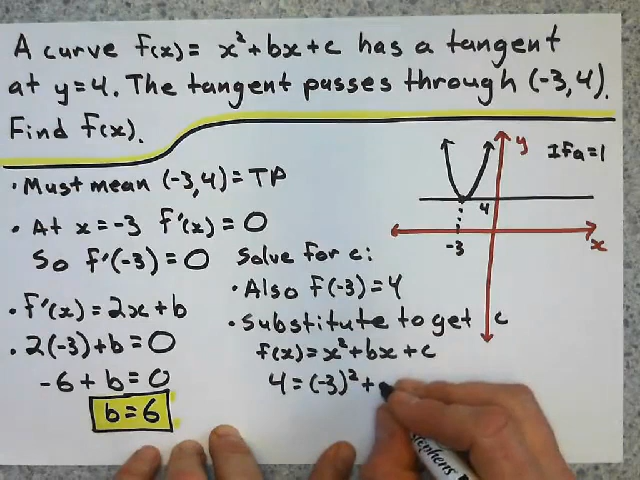 A curve f(x) = x² + bx + c has a tangent
at y=4. The tangent passes through (-3,4).
Find f(x).
• Must mean (-3,4) = TP
• At x = -3 f'(x) = 0
So f'(-3) = 0
• f'(x) = 2x + b
• 2(-3) + b = 0
-6 + b = 0
b = 6
Solve for c:
• Also f(-3) = 4
• Substitute to get c
f(x) = x² + bx + c
4 = (-3)² +
y
If a = 1
4
-3
x
stephens